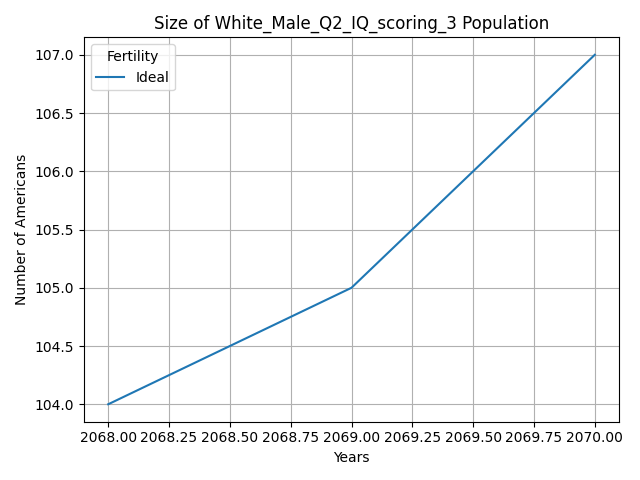 Size of White_Male_Q2_IQ_scoring_3 Population
Fertility
Ideal
Number of Americans
107.0
106.5
106.0
105.5
105.0
104.5
104.0
2068.00 2068.25 2068.50 2068.75 2069.00 2069.25 2069.50 2069.75 2070.00
Years